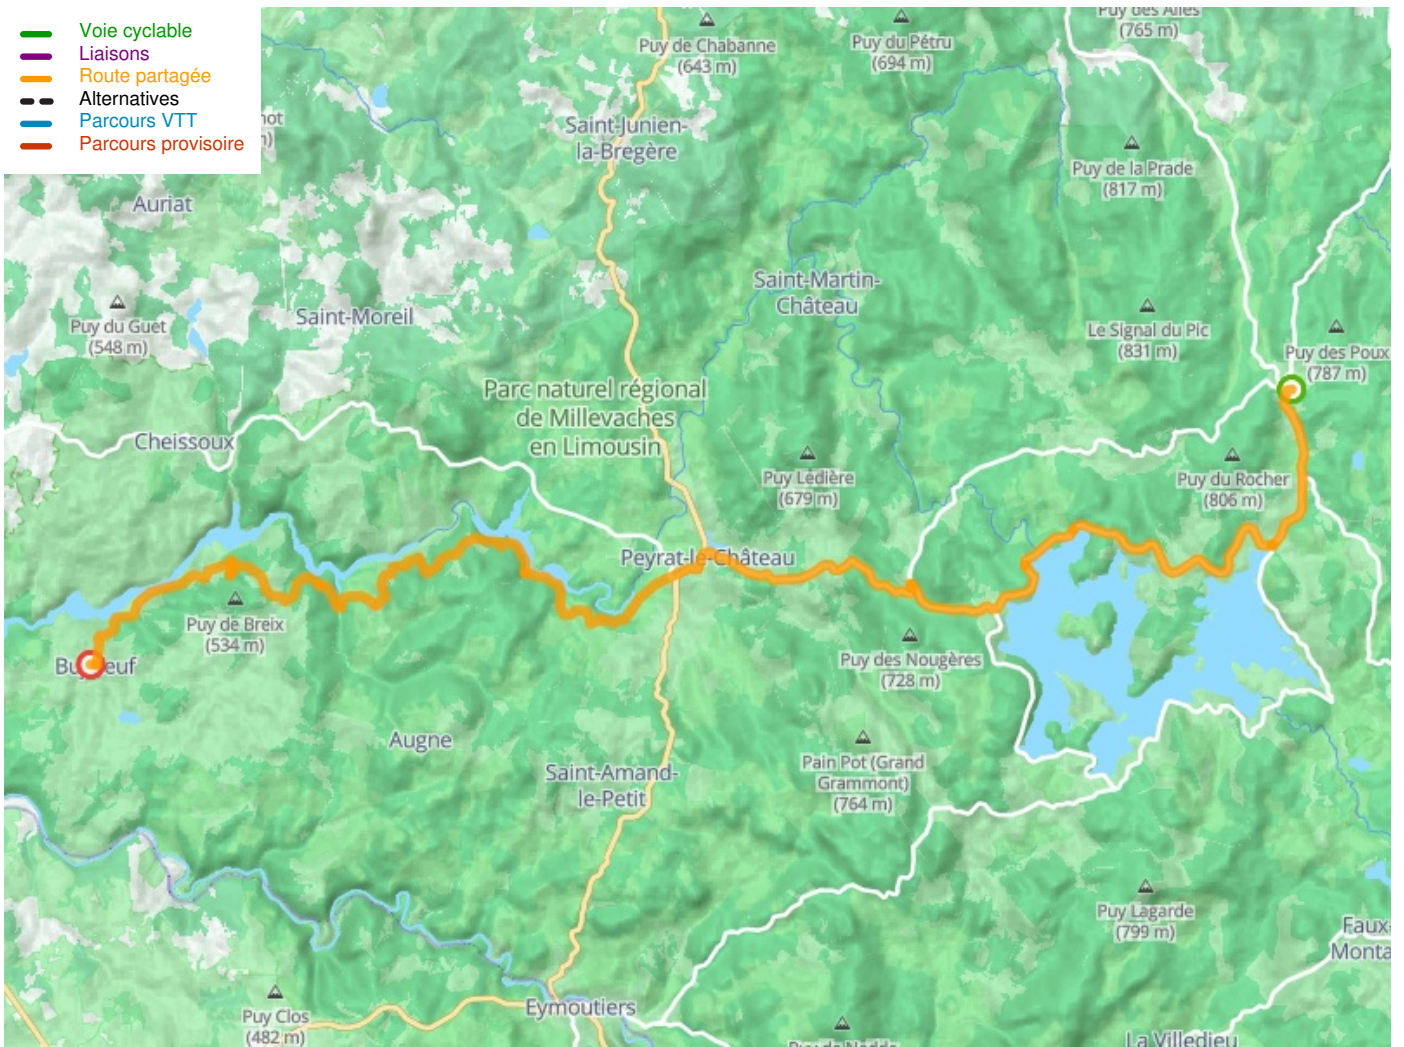 Voie cyclable
Liaisons
Route partagée
Alternatives
Parcours VTT
Parcours provisoire
Puy des Alles
(765 m)
Puy de Chabanne
(643 m)
Puy du Pétru
(694 m)
Saint-Junien-
la-Bregère
Puy de la Prade
(817 m)
Auriat
Saint-Martin-
Château
Puy du Guet
(548 m)
Saint-Moreil
Le Signal du Pic
(831 m)
Puy des Poux
(787 m)
Parc naturel régional
de Millevaches
en Limousin
Cheissoux
Puy Ledière
(679 m)
Puy du Rocher
(806 m)
Peyrat-le-Château
Puy de Breix
(534 m)
Puy des Nougères
(728 m)
Augne
Saint-Amand-
le-Petit
Pain Pot (Grand
Grammont)
(764 m)
Puy Lagarde
(799 m)
Faux-
Monta
Eymoutiers
Puy Clos
(482 m)
La Villedieu